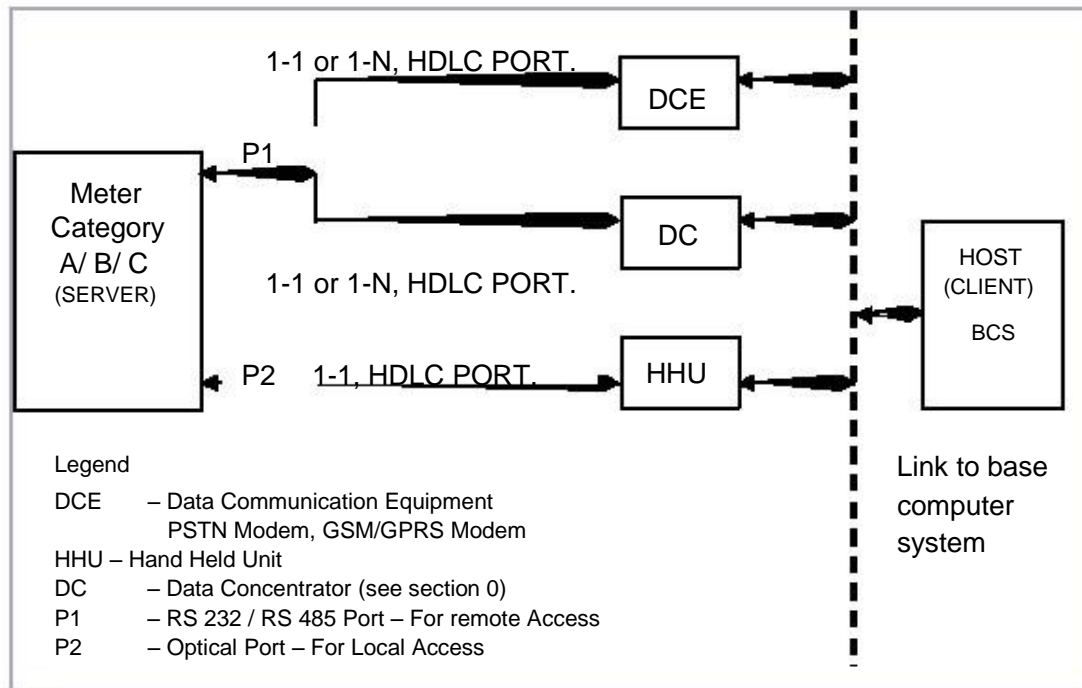 1-1 or 1-N, HDLC PORT.
DCE
P1
Meter
Category
A/ B/ C
(SERVER)
DC
1-1 or 1-N, HDLC PORT.
HOST
(CLIENT)
BCS
P2
1-1, HDLC PORT.
HHU
Legend
DCE – Data Communication Equipment
PSTN Modem, GSM/GPRS Modem
HHU – Hand Held Unit
DC – Data Concentrator (see section 0)
P1 – RS 232 / RS 485 Port – For remote Access
P2 – Optical Port – For Local Access
Link to base
computer
system